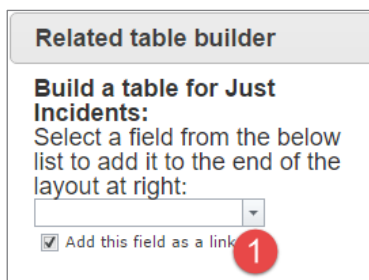 Related table builder
Build a table for Just
Incidents:
Select a field from the below
list to add it to the end of the
layout at right:
Add this field as a link
1